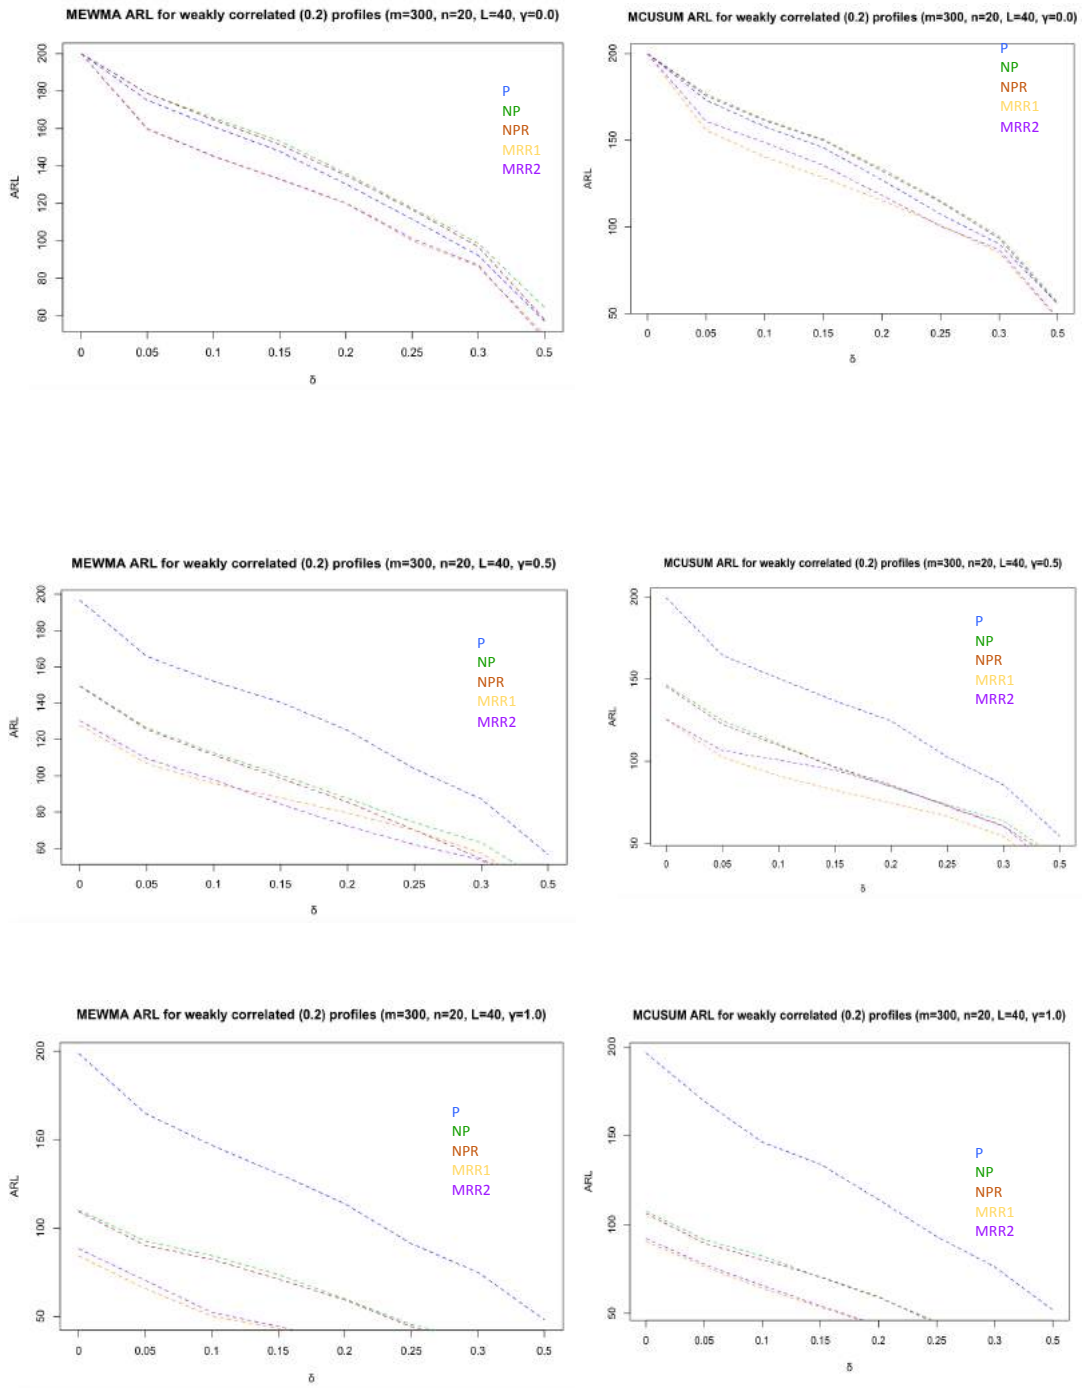 MEWMA ARL for weakly correlated (0.2) profiles (m=300, n=20, L=40, γ=0.0)
200
180
160
140
120
100
80
60
ARL
P
NP
NPR
MRR1
MRR2
0 0.05 0.1 0.15 0.2 0.25 0.3 0.5
δ
MCUSUM ARL for weakly correlated (0.2) profiles (m=300, n=20, L=40, γ=0.0)
200
150
100
50
ARL
P
NP
NPR
MRR1
MRR2
0 0.05 0.1 0.15 0.2 0.25 0.3 0.5
δ
MEWMA ARL for weakly correlated (0.2) profiles (m=300, n=20, L=40, γ=0.5)
200
180
160
140
120
100
80
60
ARL
P
NP
NPR
MRR1
MRR2
0 0.05 0.1 0.15 0.2 0.25 0.3 0.5
δ
MCUSUM ARL for weakly correlated (0.2) profiles (m=300, n=20, L=40, γ=0.5)
200
150
100
50
ARL
P
NP
NPR
MRR1
MRR2
0 0.05 0.1 0.15 0.2 0.25 0.3 0.5
δ
MEWMA ARL for weakly correlated (0.2) profiles (m=300, n=20, L=40, γ=1.0)
200
150
100
50
ARL
P
NP
NPR
MRR1
MRR2
0 0.05 0.1 0.15 0.2 0.25 0.3 0.5
δ
MCUSUM ARL for weakly correlated (0.2) profiles (m=300, n=20, L=40, γ=1.0)
200
150
100
50
ARL
P
NP
NPR
MRR1
MRR2
0 0.05 0.1 0.15 0.2 0.25 0.3 0.5
δ